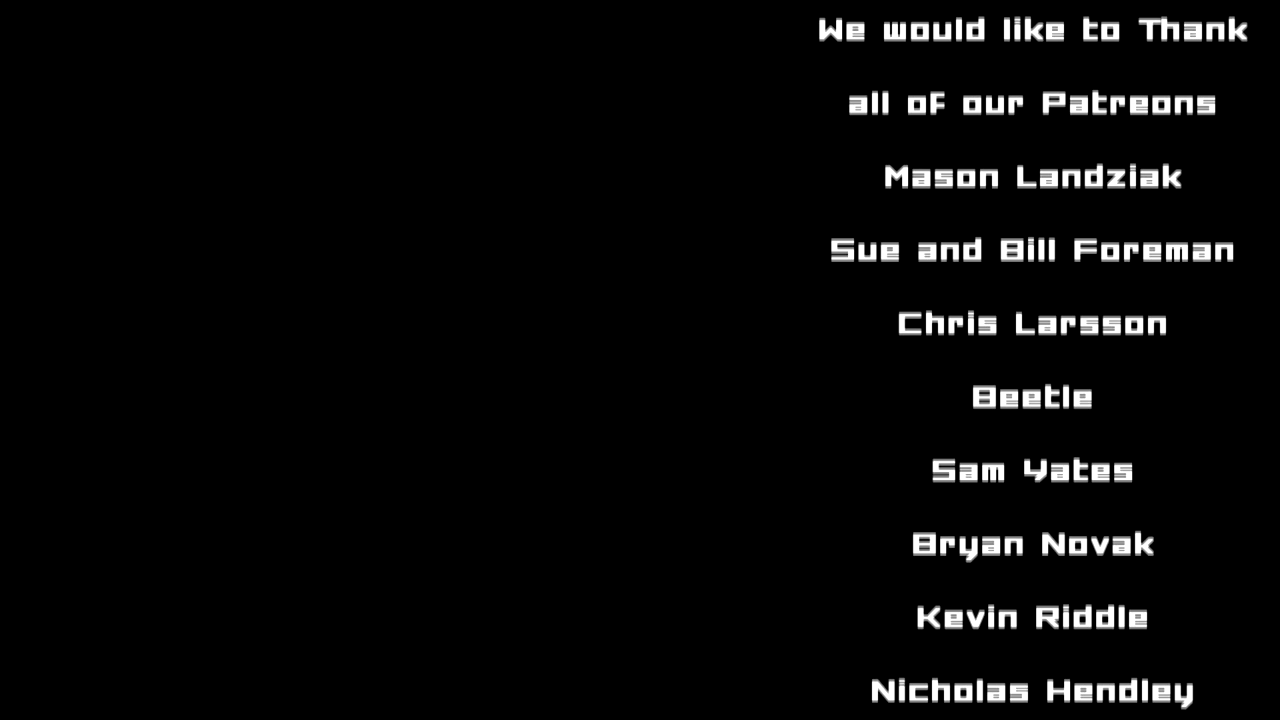 We would like to Thank
all of our Patreons
Mason Landziak
Sue and Bill Foreman
Chris Larsson
Beetle
Sam Yates
Bryan Novak
Kevin Riddle
Nicholas Hendley